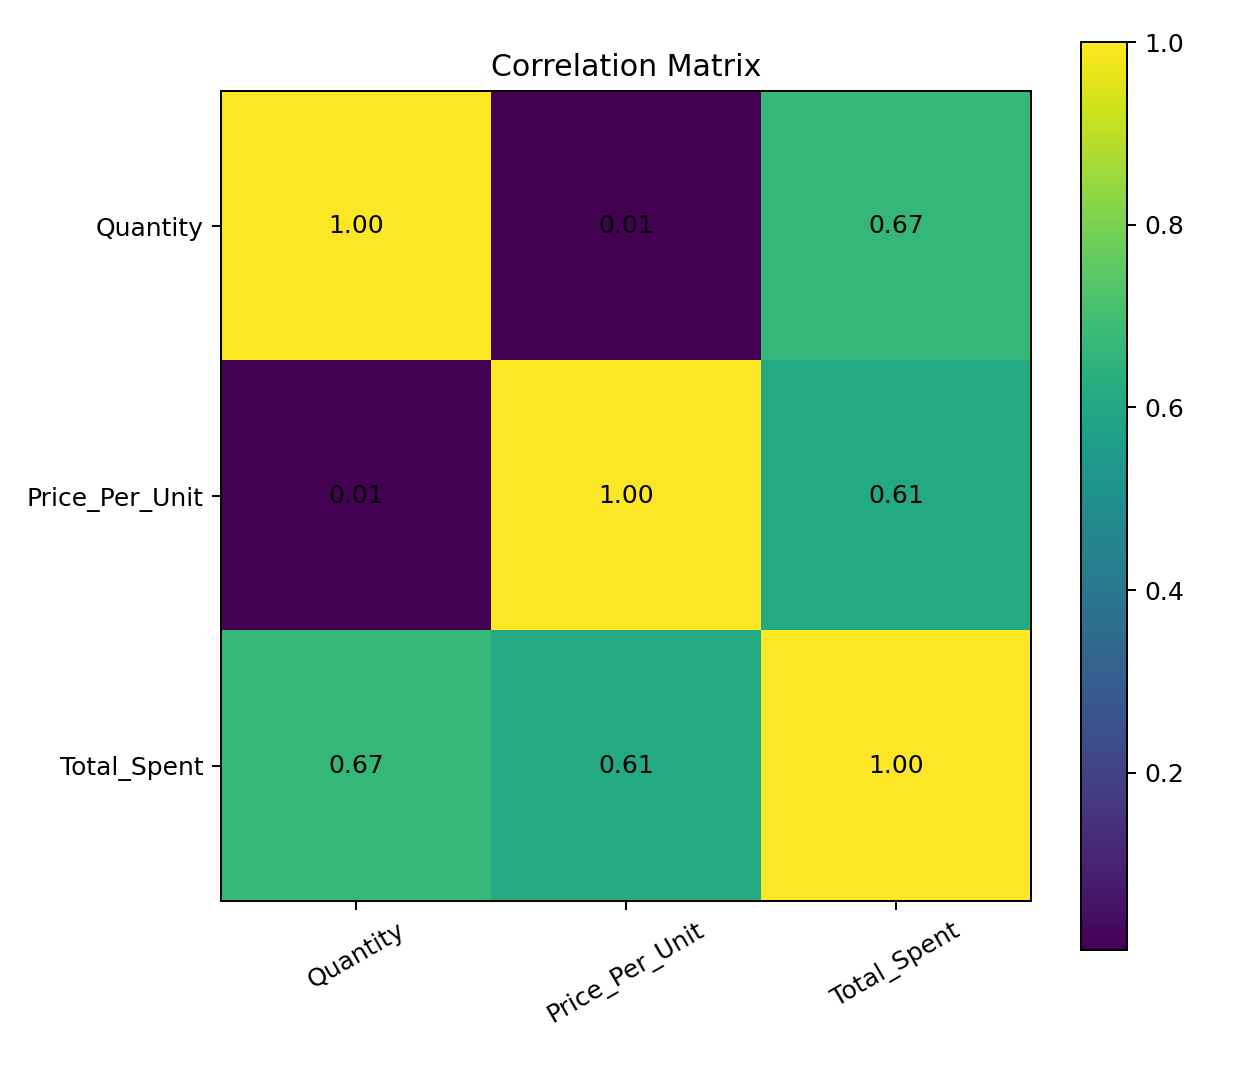 Correlation Matrix
1.0
Quantity 1.00 0.01 0.67
0.8
0.6
Price_Per_Unit 0.01 1.00 0.61
0.4
Total_Spent 0.67 0.61 1.00
0.2
Quantity Price_Per_Unit Total_Spent